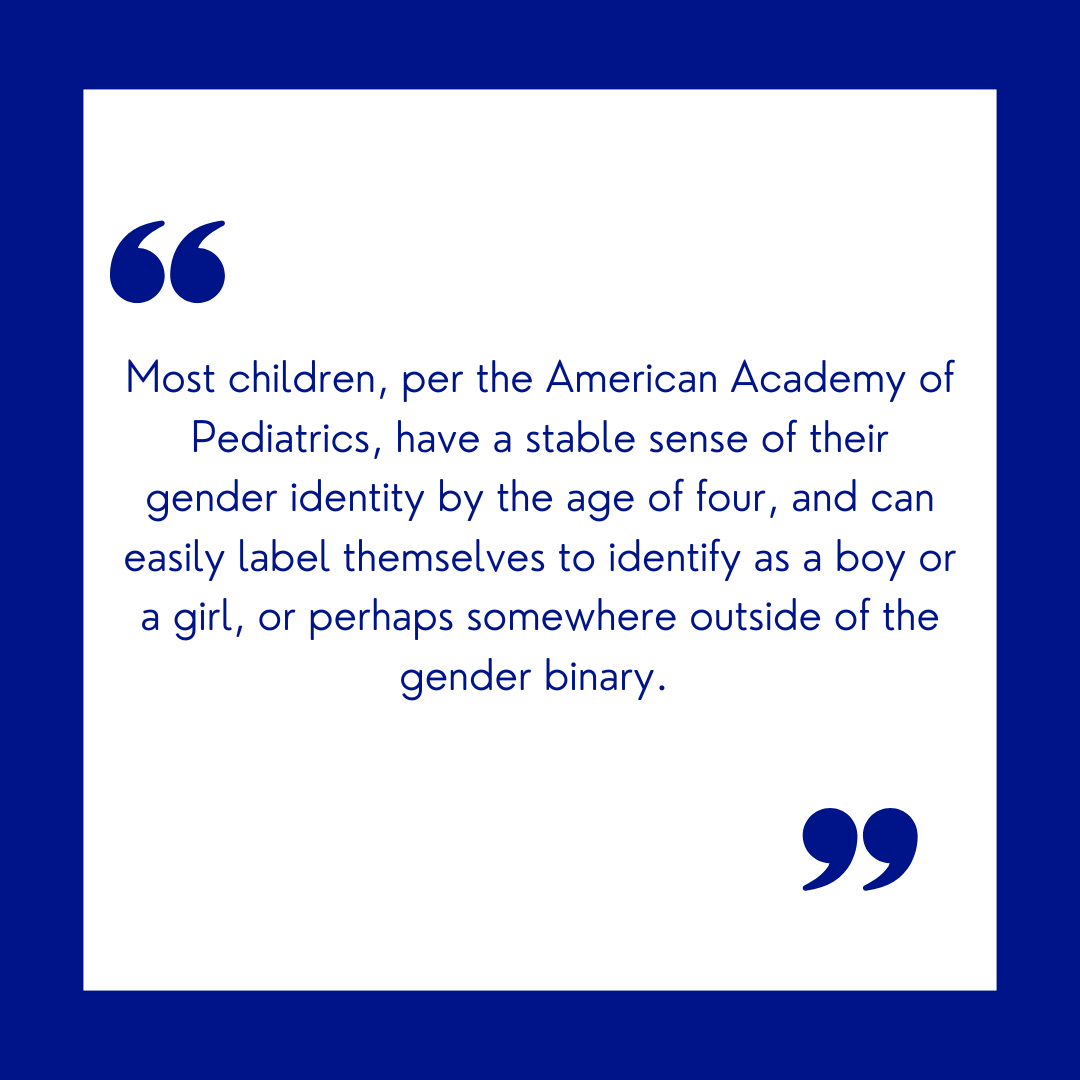 “
Most children, per the American Academy of
Pediatrics, have a stable sense of their
gender identity by the age of four, and can
easily label themselves to identify as a boy or
a girl, or perhaps somewhere outside of the
gender binary.
”